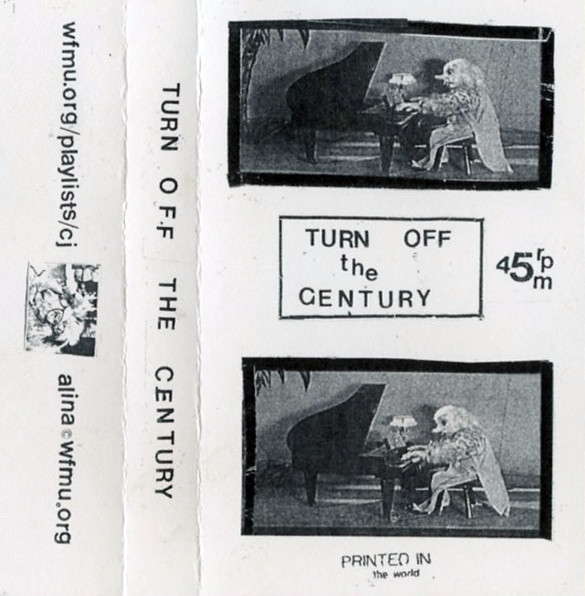 wfmu.org/playlists/cj
alina@wfmu.org
TURN OFF THE CENTURY
TURN OFF
the
CENTURY
45 rpm
PRINTED IN
the world